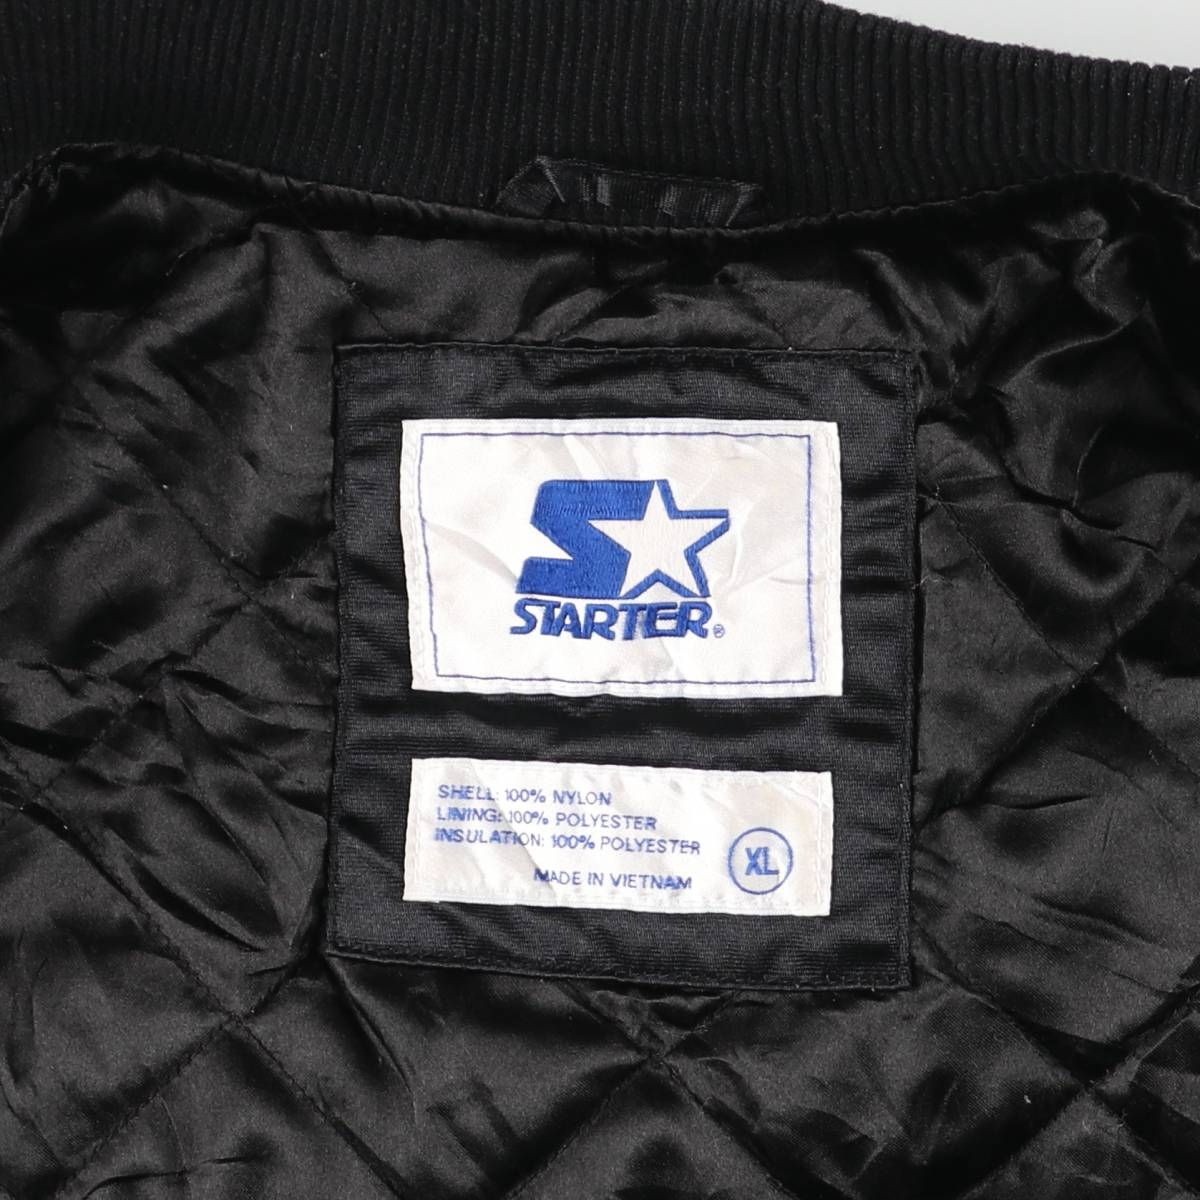 STARTER®
SHELL: 100% NYLON
LINING: 100% POLYESTER
INSULATION: 100% POLYESTER
XL
MADE IN VIETNAM